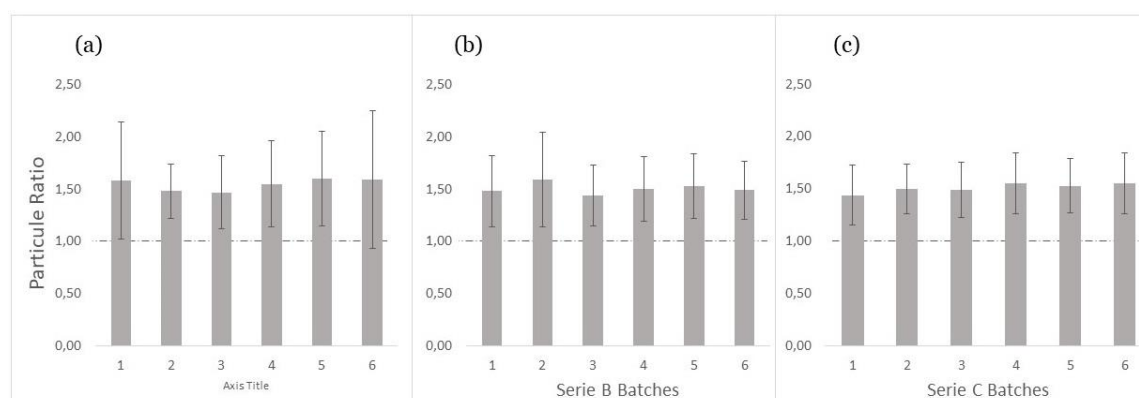 (a)
2,50
2,00
1,50
1,00
0,50
0,00
Particule Ratio
1 2 3 4 5 6
Axis Title
(b)
2,50
2,00
1,50
1,00
0,50
0,00
1 2 3 4 5 6
Serie B Batches
(c)
2,50
2,00
1,50
1,00
0,50
0,00
1 2 3 4 5 6
Serie C Batches